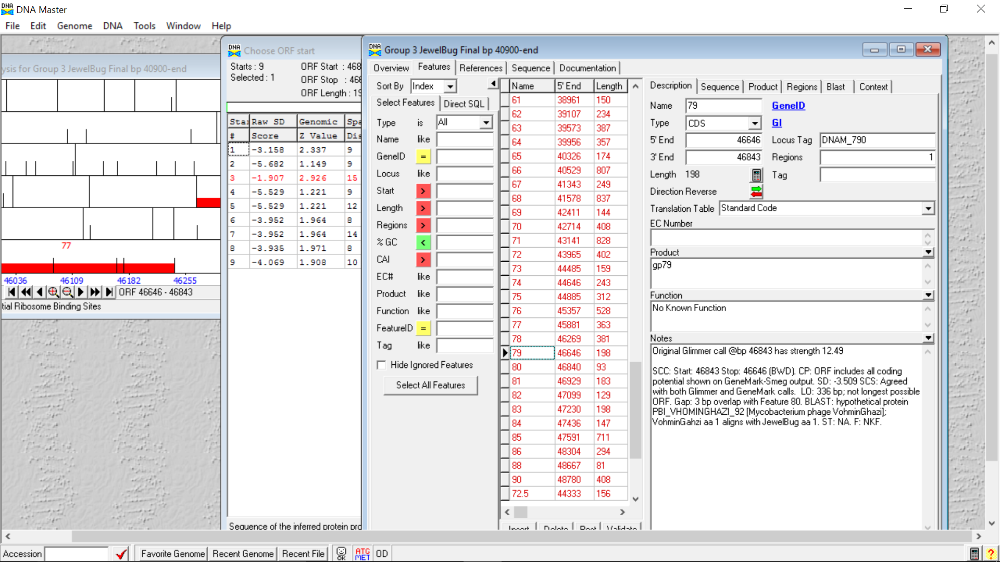 DNA Master
File Edit Genome DNA Tools Window Help
ysis for Group 3 JewelBug Final bp 40900-end
77
46036 46109 46182 46255
ORF 46646 - 46843
tial Ribosome Binding Sites
Choose ORF start
Starts : 9 ORF Start : 468
Selected : 1 ORF Stop : 466
ORF Length : 19
Star Raw SD Genomic Spa
# Score Z Value Dis
1 -3.158 2.337 9
2 -5.682 1.149 9
3 -1.907 2.926 15
4 -5.529 1.221 9
5 -5.529 1.221 12
6 -3.952 1.964 8
7 -3.952 1.964 14
8 -3.935 1.971 8
9 -4.069 1.908 10
Sequence of the inferred protein pro
Group 3 JewelBug Final bp 40900-end
Overview Features References Sequence Documentation
Sort By Index
Select Features Direct SQL
Type is All
Name like
GeneID =
Locus like
Start >
Length >
Regions >
% GC <
CAI >
EC# like
Product like
Function like
FeatureID =
Tag like
Hide Ignored Features
Select All Features
Name 5' End Length
61 38961 150
62 39107 234
63 39573 387
64 39956 357
65 40326 174
66 40529 807
67 41343 249
68 41578 837
69 42411 144
70 42714 408
71 43141 828
72 43965 402
73 44485 159
74 44646 243
75 44885 312
76 45357 528
77 45881 363
78 46269 381
79 46646 198
80 46840 93
81 46929 183
82 47099 129
83 47230 198
84 47436 147
85 47591 711
86 48304 294
88 48667 81
90 48780 408
72.5 44333 156
Insert Delete Post Validate
Description Sequence Product Regions Blast Context
Name 79 GeneID
Type CDS GI
5' End 46646 Locus Tag DNAM_790
3' End 46843 Regions 1
Length 198 Tag
Direction Reverse
Translation Table Standard Code
EC Number
Product
gp79
Function
No Known Function
Notes
Original Glimmer call @bp 46843 has strength 12.49
SCC: Start: 46843 Stop: 46646 (BWD). CP: ORF includes all coding
potential shown on GeneMark-Smeg output. SD: -3.509 SCS: Agreed
with both Glimmer and GeneMark calls. LO: 336 bp; not longest possible
ORF. Gap: 3 bp overlap with Feature 80. BLAST: hypothetical protein
PBI_VHOMINGHAZI_92 [Mycobacterium phage VohminGhazi];
VohminGahzi aa 1 aligns with JewelBug aa 1. ST: NA. F: NKF.
Accession Favorite Genome Recent Genome Recent File OK ATG MET OD ?